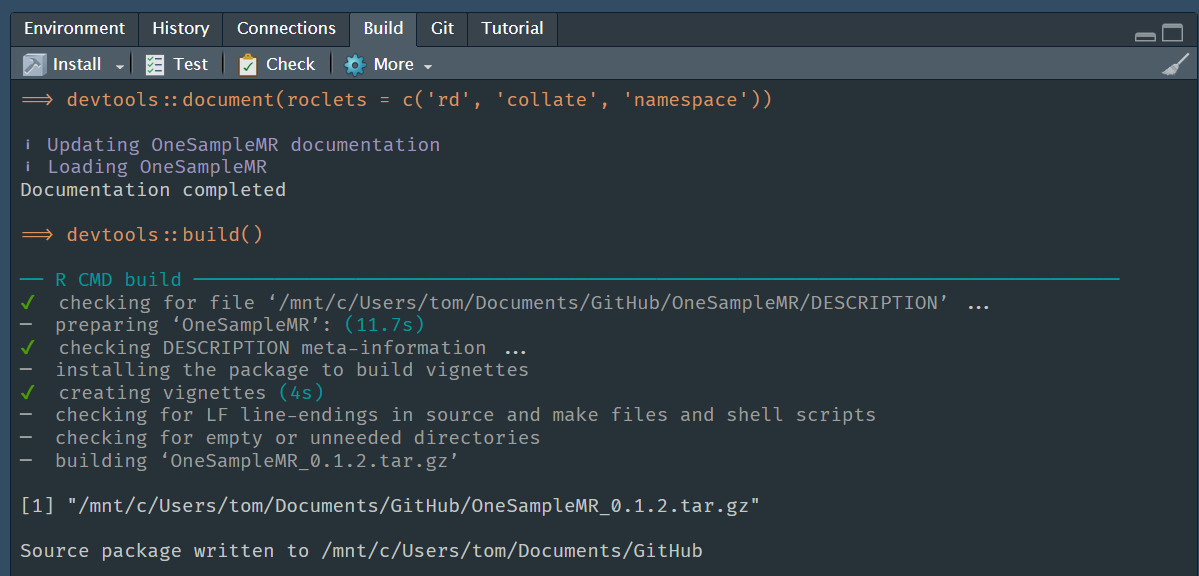 Environment History Connections Build Git Tutorial
Install Test Check More
==> devtools::document(roclets = c('rd', 'collate', 'namespace'))
i Updating OneSampleMR documentation
i Loading OneSampleMR
Documentation completed
==> devtools::build()
── R CMD build ──
✓ checking for file ‘/mnt/c/Users/tom/Documents/GitHub/OneSampleMR/DESCRIPTION’ ...
─ preparing ‘OneSampleMR’: (11.7s)
✓ checking DESCRIPTION meta-information ...
─ installing the package to build vignettes
✓ creating vignettes (4s)
─ checking for LF line-endings in source and make files and shell scripts
─ checking for empty or unneeded directories
─ building ‘OneSampleMR_0.1.2.tar.gz’
[1] "/mnt/c/Users/tom/Documents/GitHub/OneSampleMR_0.1.2.tar.gz"
Source package written to /mnt/c/Users/tom/Documents/GitHub